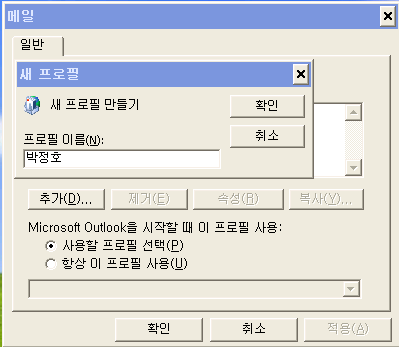 메일
일반
새 프로필
새 프로필 만들기
확인
취소
프로필 이름(N):
박정호
추가(D)...
제거(E)
속성(R)
복사(Y)...
Microsoft Outlook을 시작할 때 이 프로필 사용:
사용할 프로필 선택(P)
항상 이 프로필 사용(U)
확인
취소
적용(A)